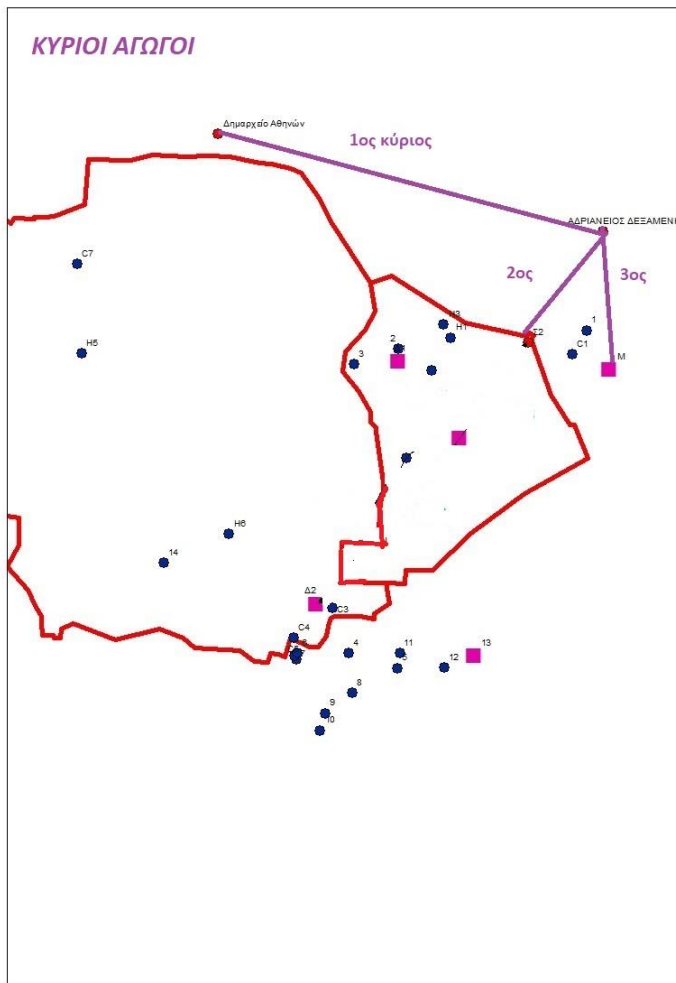 ΚΥΡΙΟΙ ΑΓΩΓΟΙ
Δημαρχείο Αθηνών
1ος κύριος
ΑΔΡΙΑΝΕΙΟΣ ΔΕΞΑΜΕΝΗ
C7
2ος
3ος
H3
1
H1
Σ2
2
C1
H5
3
M
H6
14
Δ2
C3
C4
4
11
13
12
8
9
10